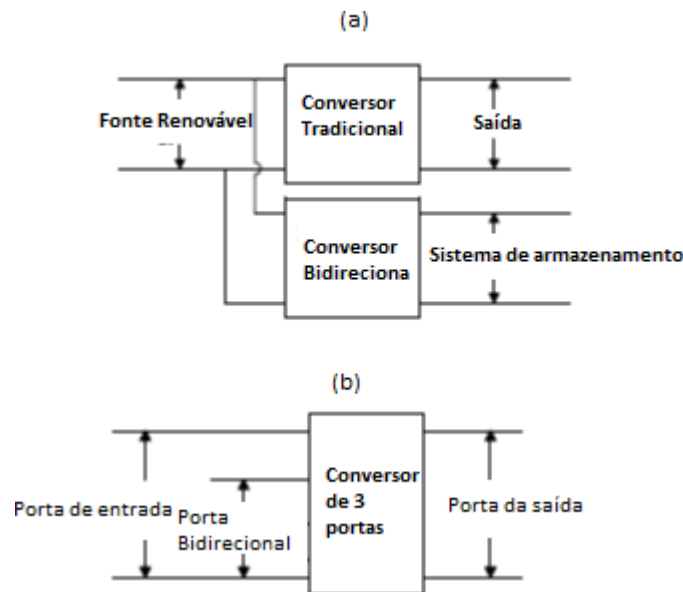 (a)
Fonte Renovável
Conversor
Tradicional
Saída
Conversor
Bidireciona
Sistema de armazenamento
(b)
Porta de entrada
Porta
Bidirecional
Conversor
de 3
portas
Porta da saída